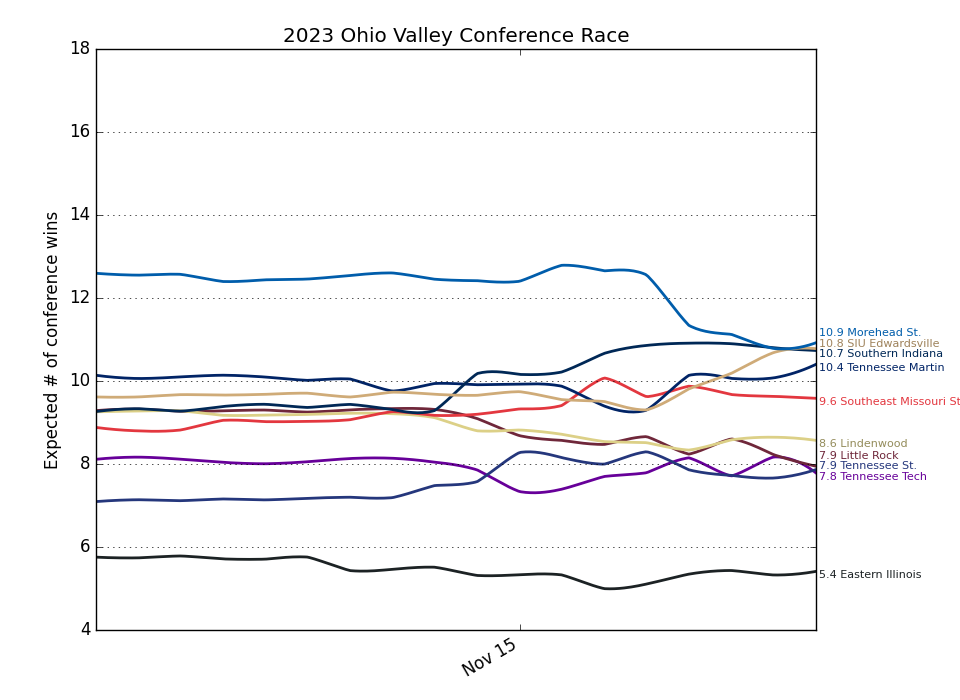 2023 Ohio Valley Conference Race
Expected # of conference wins
18
16
14
12
10
8
6
4
Nov 15
10.9 Morehead St.
10.8 SIU Edwardsville
10.7 Southern Indiana
10.4 Tennessee Martin
9.6 Southeast Missouri St
8.6 Lindenwood
7.9 Little Rock
7.9 Tennessee St.
7.8 Tennessee Tech
5.4 Eastern Illinois